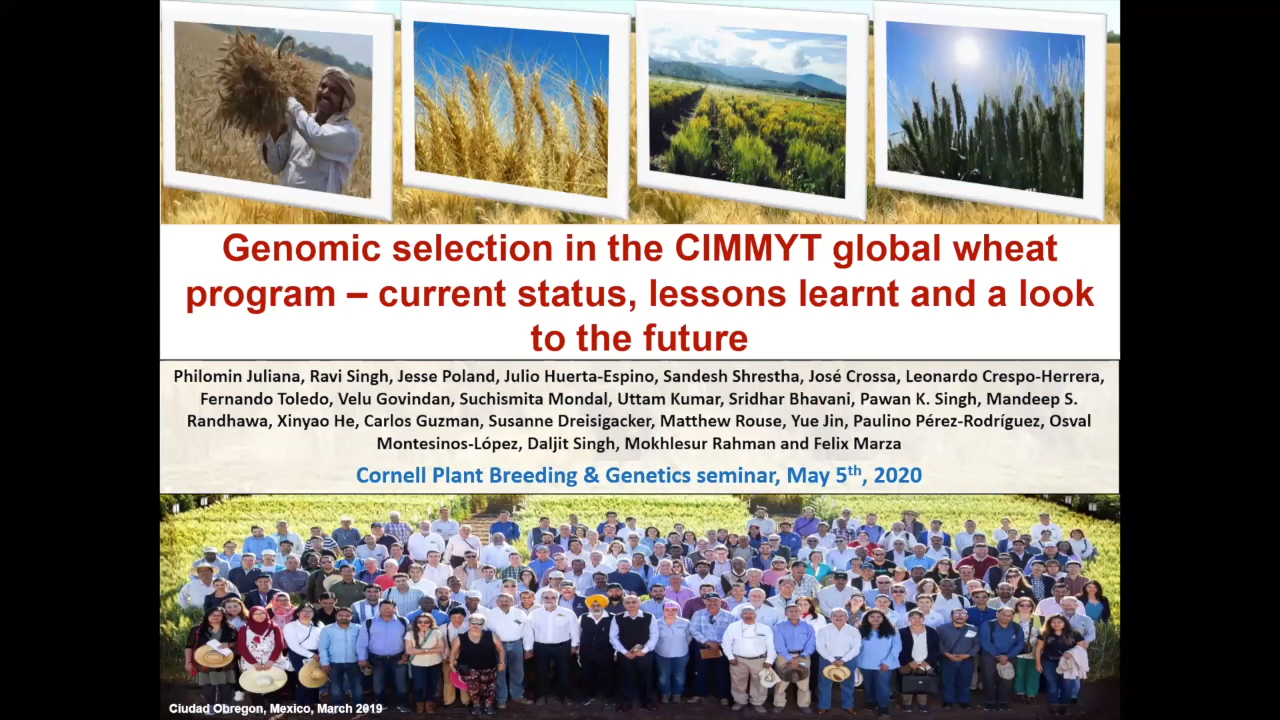 Genomic selection in the CIMMYT global wheat
program – current status, lessons learnt and a look
to the future
Philomin Juliana, Ravi Singh, Jesse Poland, Julio Huerta-Espino, Sandesh Shrestha, José Crossa, Leonardo Crespo-Herrera,
Fernando Toledo, Velu Govindan, Suchismita Mondal, Uttam Kumar, Sridhar Bhavani, Pawan K. Singh, Mandeep S.
Randhawa, Xinyao He, Carlos Guzman, Susanne Dreisigacker, Matthew Rouse, Yue Jin, Paulino Pérez-Rodríguez, Osval
Montesinos-López, Daljit Singh, Mokhlesur Rahman and Felix Marza
Cornell Plant Breeding & Genetics seminar, May 5th, 2020
Ciudad Obregon, Mexico, March 2019